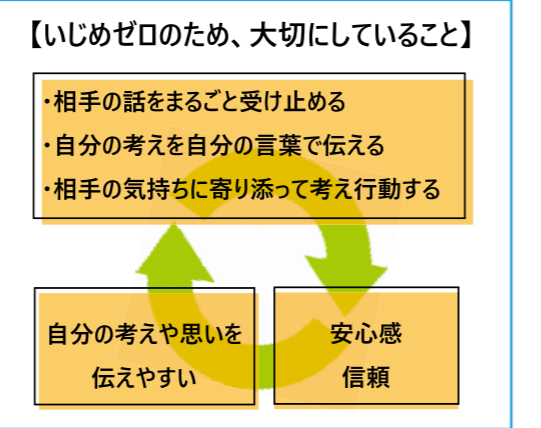 【いじめゼロのため、大切にしていること】
・相手の話をまるごと受け止める
・自分の考えを自分の言葉で伝える
・相手の気持ちに寄り添って考え行動する
自分の考えや思いを
伝えやすい
安心感
信頼